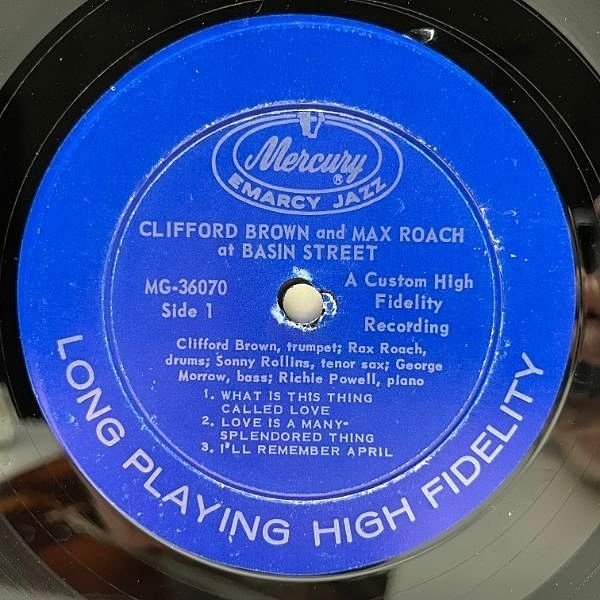 Mercury®
EMARCY JAZZ
CLIFFORD BROWN and MAX ROACH
at BASIN STREET
MG-36070
Side 1
A Custom High
Fidelity
Recording
Clifford Brown, trumpet; Rax Roach,
drums; Sonny Rollins, tenor sax; George
Morrow, bass; Richie Powell, piano
1. WHAT IS THIS THING
CALLED LOVE
2. LOVE IS A MANY-
SPLENDORED THING
3. I'LL REMEMBER APRIL
LONG PLAYING HIGH FIDELITY